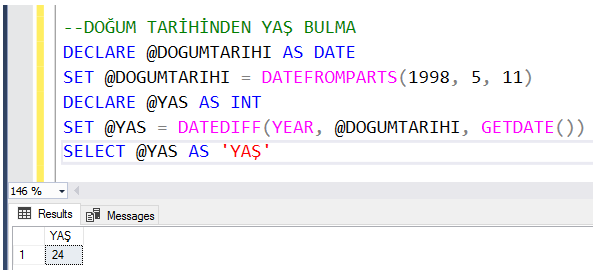 --DOĞUM TARİHİNDEN YAŞ BULMA
DECLARE @DOGUMTARIHI AS DATE
SET @DOGUMTARIHI = DATEFROMPARTS(1998, 5, 11)
DECLARE @YAS AS INT
SET @YAS = DATEDIFF(YEAR, @DOGUMTARIHI, GETDATE())
SELECT @YAS AS 'YAŞ'
146 %
Results Messages
YAŞ
1 24